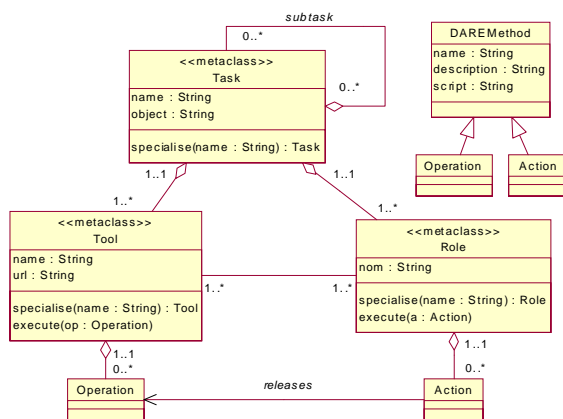 subtask
0..*
0..*
<<metaclass>>
Task
name : String
object : String
specialise(name : String) : Task
1..1
1..1
1..*
1..*
DAREMethod
name : String
description : String
script : String
Operation
Action
<<metaclass>>
Tool
name : String
url : String
specialise(name : String) : Tool
execute(op : Operation)
1..*
1..*
<<metaclass>>
Role
nom : String
specialise(name : String) : Role
execute(a : Action)
1..1
0..*
1..1
0..*
Operation
releases
Action